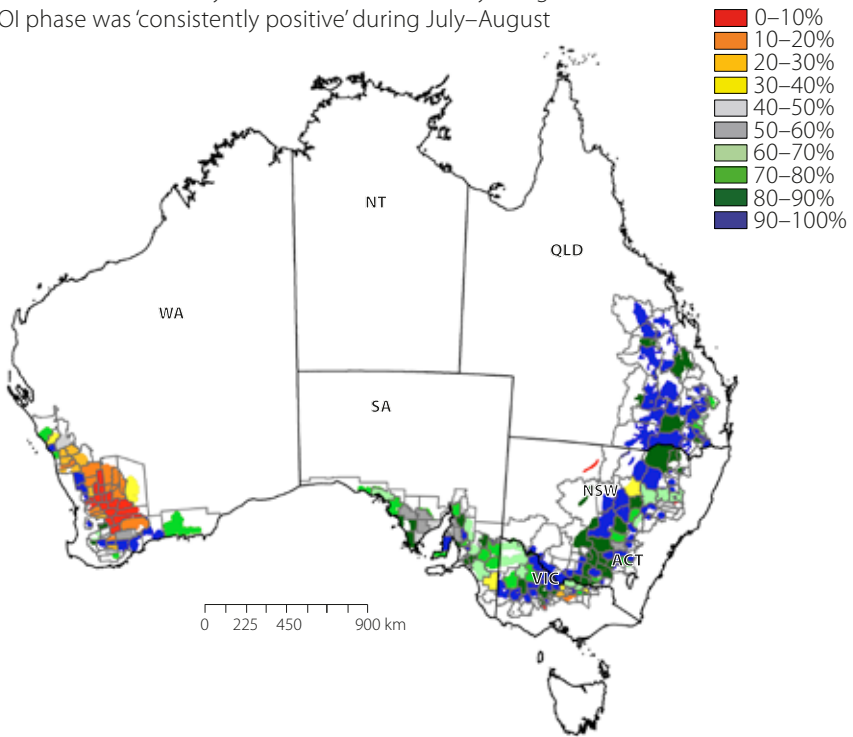 OI phase was ‘consistently positive’ during July–August
0–10%
10–20%
20–30%
30–40%
40–50%
50–60%
60–70%
70–80%
80–90%
90–100%
NT
QLD
WA
SA
NSW
ACT
VIC
0 225 450 900 km